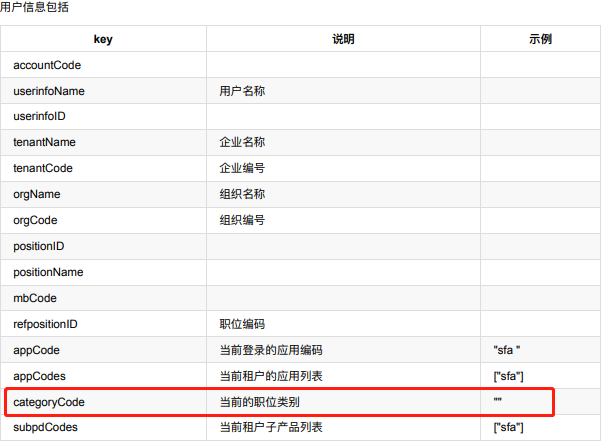 用户信息包括
key 说明 示例
accountCode
userinfoName 用户名称
userinfoID
tenantName 企业名称
tenantCode 企业编号
orgName 组织名称
orgCode 组织编号
positionID
positionName
mbCode
refpositionID 职位编码
appCode 当前登录的应用编码 "sfa "
appCodes 当前租户的应用列表 ["sfa"]
categoryCode 当前的职位类别 ""
subpdCodes 当前租户子产品列表 ["sfa"]